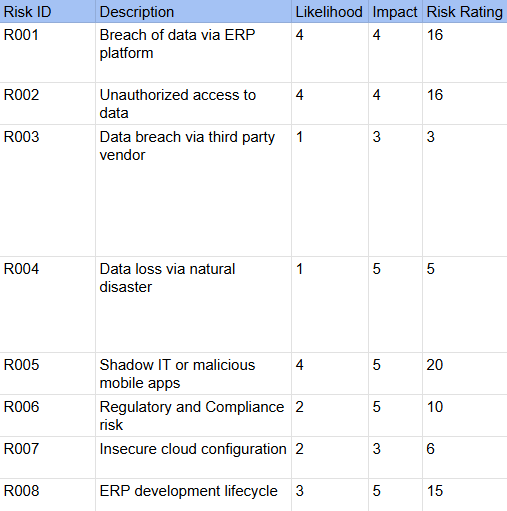 Risk ID Description Likelihood Impact Risk Rating
R001 Breach of data via ERP 4 4 16
platform
R002 Unauthorized access to 4 4 16
data
R003 Data breach via third party 1 3 3
vendor
R004 Data loss via natural 1 5 5
disaster
R005 Shadow IT or malicious 4 5 20
mobile apps
R006 Regulatory and Compliance 2 5 10
risk
R007 Insecure cloud configuration 2 3 6
R008 ERP development lifecycle 3 5 15